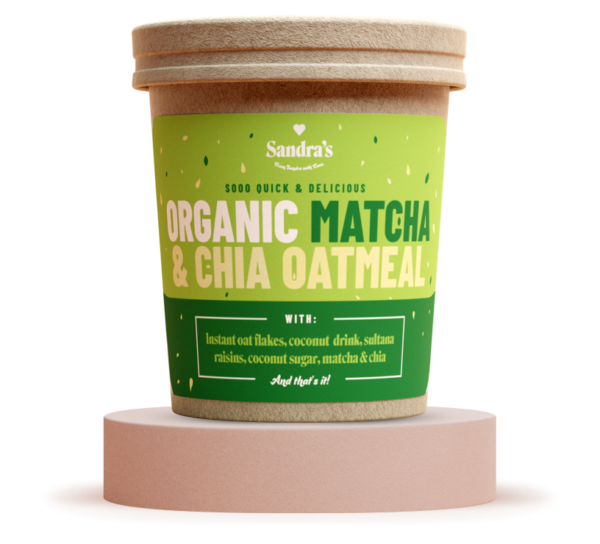 Sandra's
SOOO QUICK & DELICIOUS
ORGANIC MATCHA
& CHIA OATMEAL
WITH:
Instant oat flakes, coconut drink, sultana
raisins, coconut sugar, matcha & chia
And that's it!